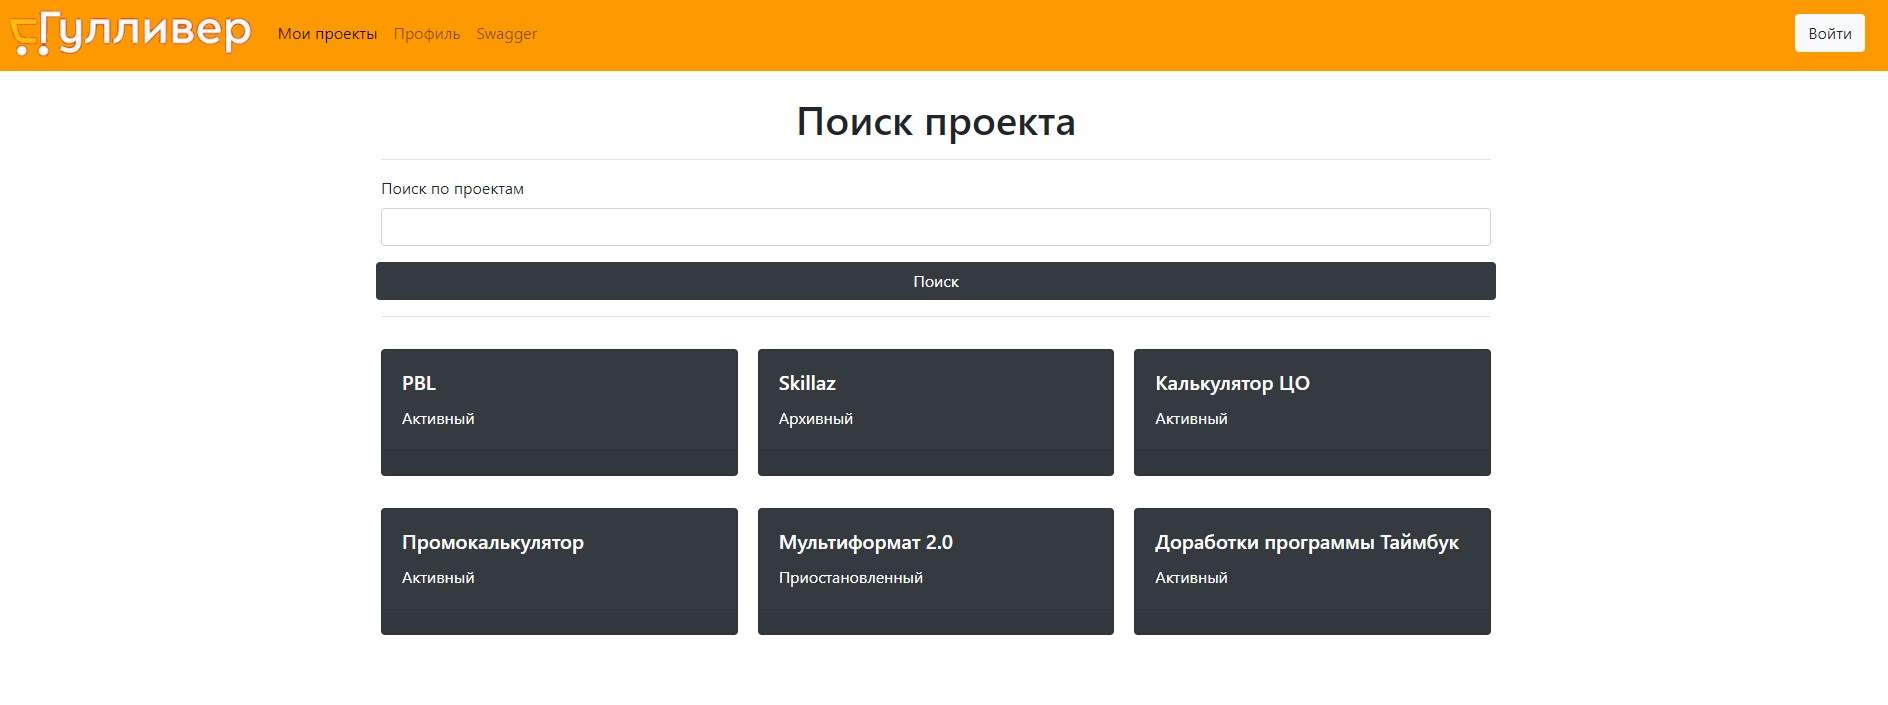 Гулливер
Мои проекты Профиль Swagger
Войти
Поиск проекта
Поиск по проектам
Поиск
PBL
Активный
Skillaz
Архивный
Калькулятор ЦО
Активный
Промокалькулятор
Активный
Мультиформат 2.0
Приостановленный
Доработки программы Таймбук
Активный